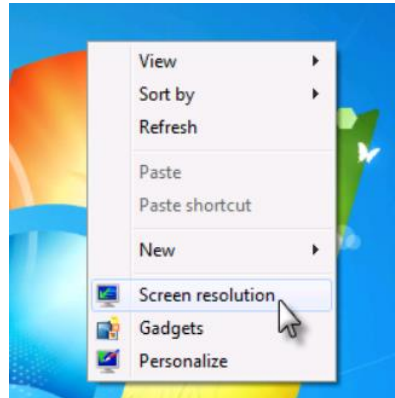 View
Sort by
Refresh
Paste
Paste shortcut
New
Screen resolution
Gadgets
Personalize